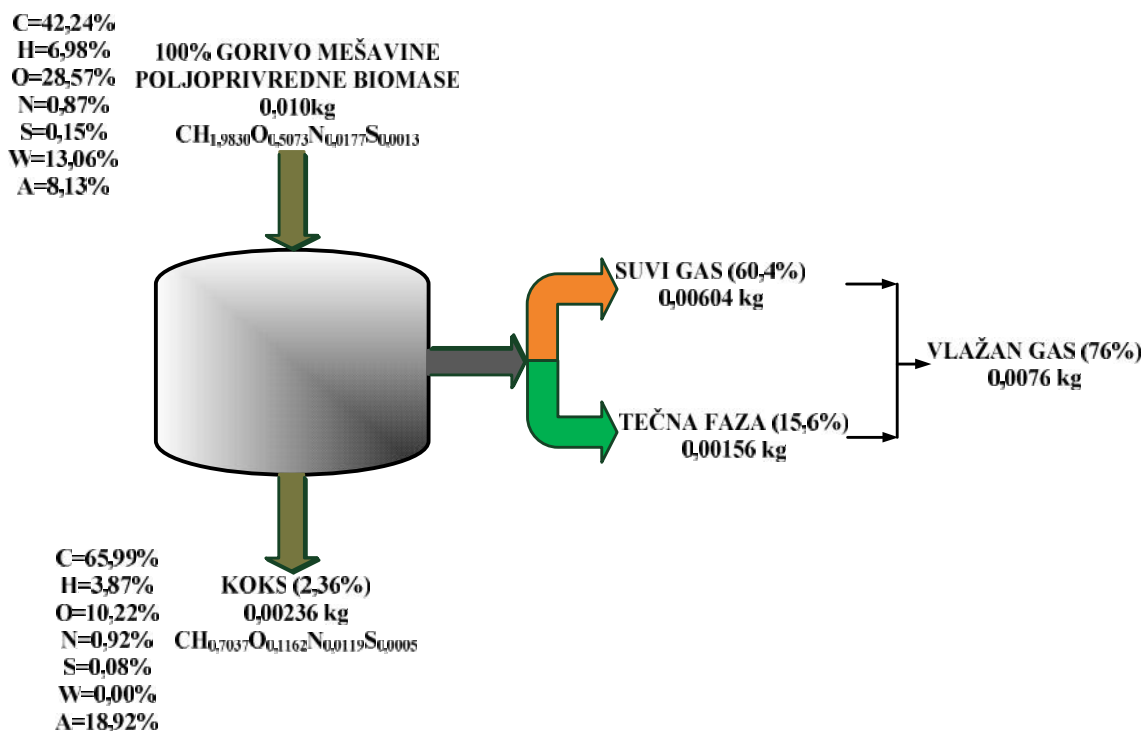 C=42,24%
H=6,98%
O=28,57%
N=0,87%
S=0,15%
W=13,06%
A=8,13%
100% GORIVO MEŠAVINE
POLJOPRIVREDNE BIOMASE
0,010kg
CH1,9830O0,5073N0,0177S0,0013
SUVI GAS (60,4%)
0,00604 kg
TEČNA FAZA (15,6%)
0,00156 kg
VLAŽAN GAS (76%)
0,0076 kg
C=65,99%
H=3,87%
O=10,22%
N=0,92%
S=0,08%
W=0,00%
A=18,92%
KOKS (2,36%)
0,00236 kg
CH0,7037O0,1162N0,0119S0,0005